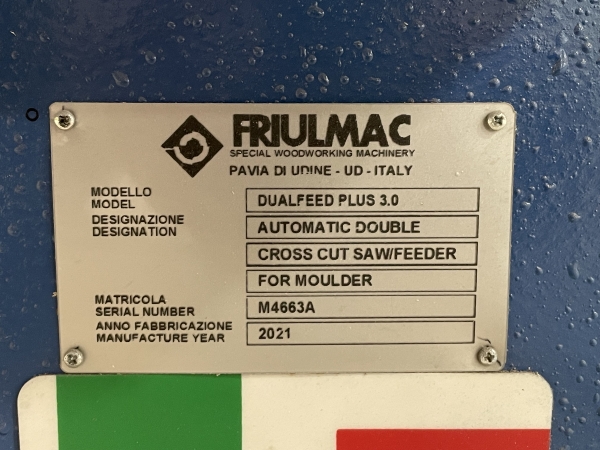 FRIULMAC
SPECIAL WOODWORKING MACHINERY
PAVIA DI UDINE - UD - ITALY
MODELLO
MODEL
DUALFEED PLUS 3.0
DESIGNAZIONE
DESIGNATION
AUTOMATIC DOUBLE
CROSS CUT SAW/FEEDER
FOR MOULDER
MATRICOLA
SERIAL NUMBER
M4663A
ANNO FABBRICAZIONE
MANUFACTURE YEAR
2021